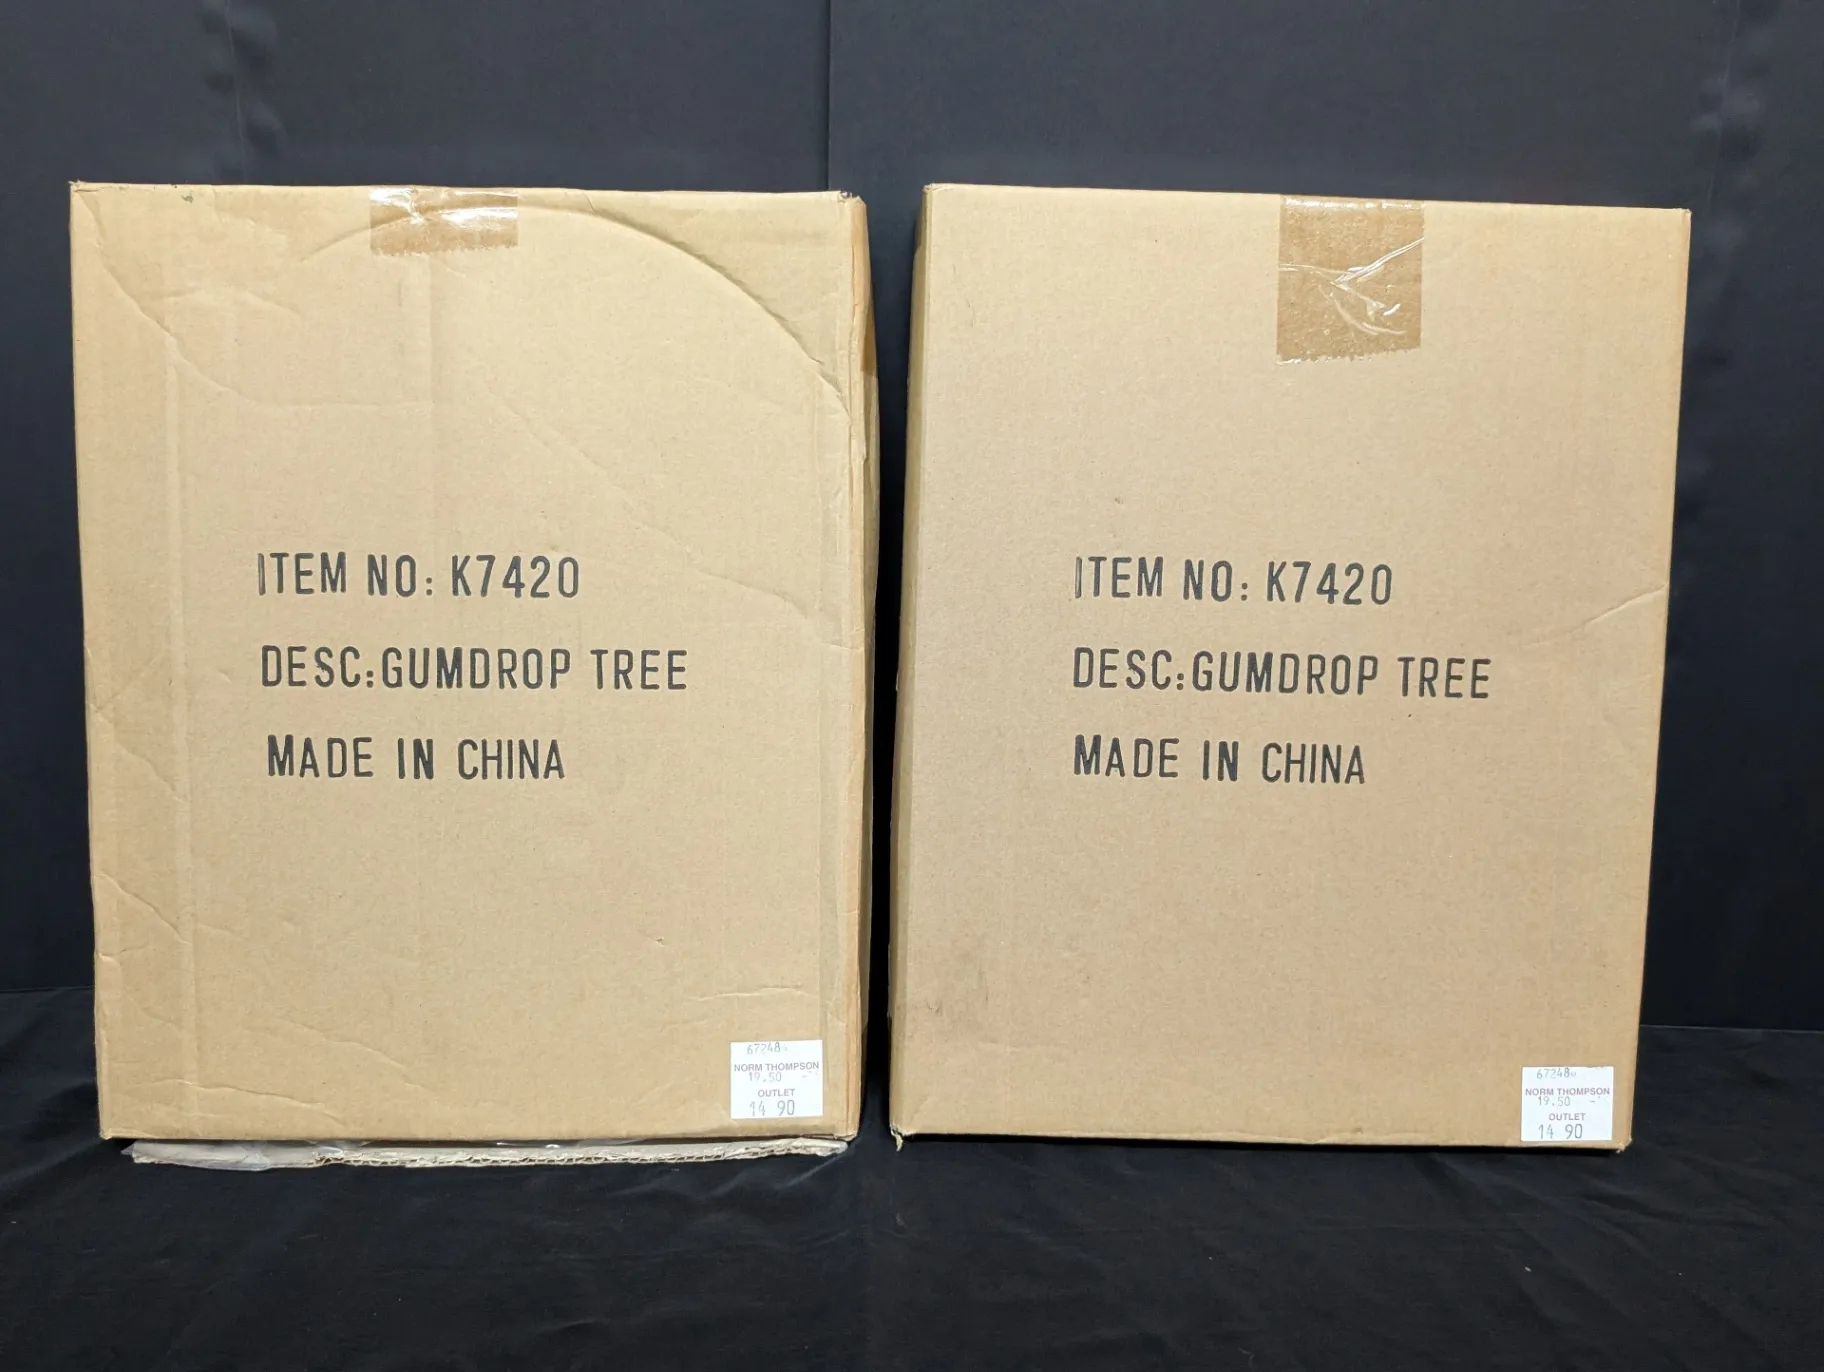 ITEM NO: K7420
DESC:GUMDROP TREE
MADE IN CHINA
67248
NORM THOMPSON
19.50
OUTLET
14 90
ITEM NO: K7420
DESC:GUMDROP TREE
MADE IN CHINA
67248
NORM THOMPSON
19.50
OUTLET
14 90